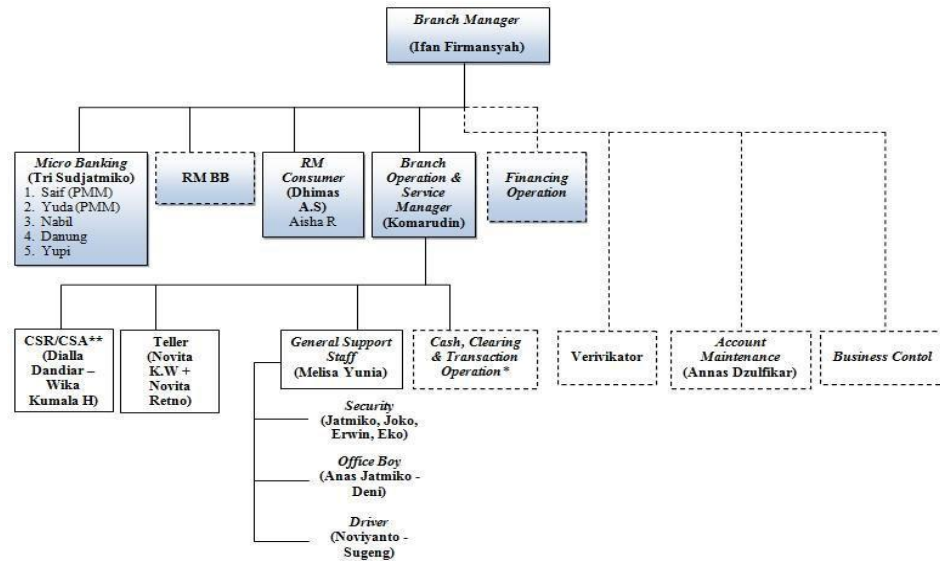 Branch Manager
(Ifan Firmansyah)
Micro Banking
(Tri Sudjatmiko)
1. Saif (PMM)
2. Yuda (PMM)
3. Nabil
4. Danung
5. Yupi
RM BB
RM
Consumer
(Dhimas
A.S)
Aisha R
Branch
Operation &
Service
Manager
(Komarudin)
Financing
Operation
CSR/CSA**
(Dialla
Dandiar –
Wika
Kumala H)
Teller
(Novita
K.W +
Novita
Retno)
General Support
Staff
(Melisa Yunia)
Cash, Clearing
& Transaction
Operation*
Verivikator
Account
Maintenance
(Annas Dzulfikar)
Business Contol
Security
(Jatmiko, Joko,
Erwin, Eko)
Office Boy
(Anas Jatmiko -
Deni)
Driver
(Noviyanto -
Sugeng)